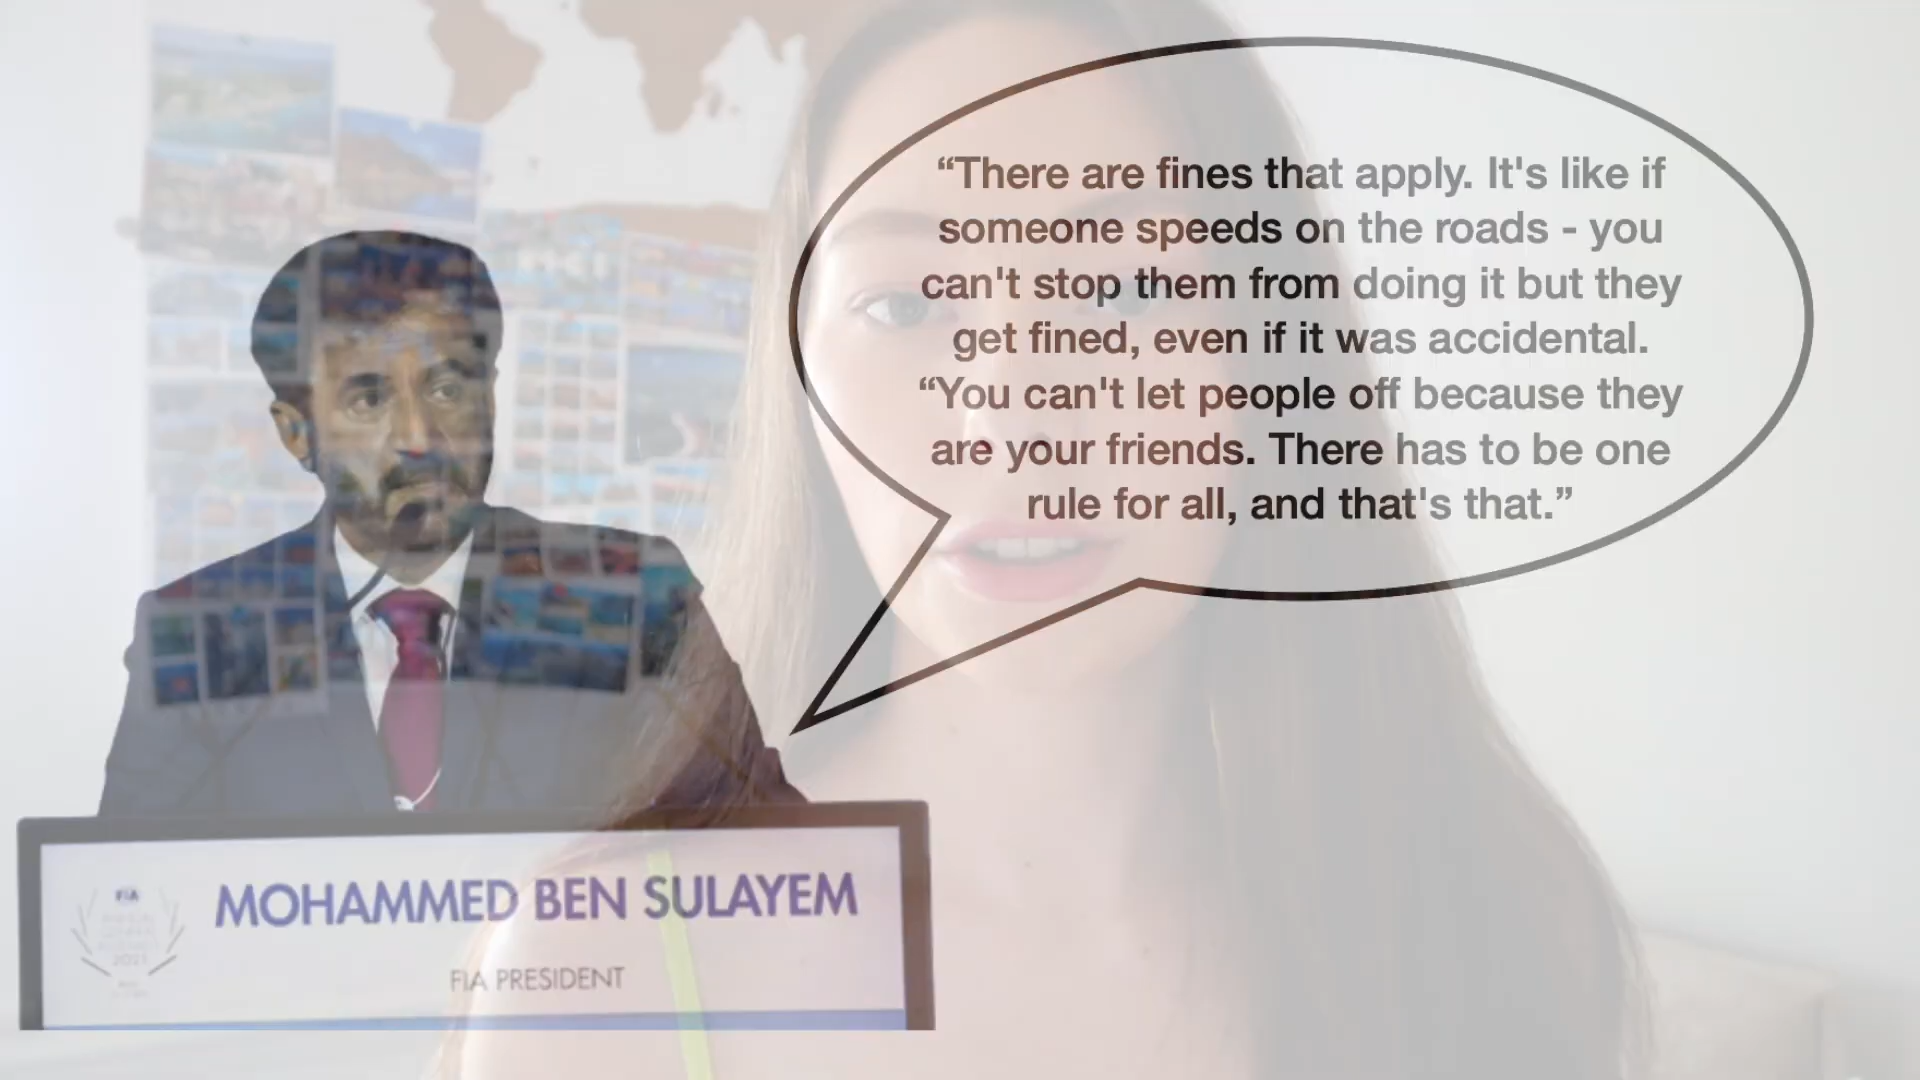 “There are fines that apply. It's like if
someone speeds on the roads - you
can't stop them from doing it but they
get fined, even if it was accidental.
“You can't let people off because they
are your friends. There has to be one
rule for all, and that's that.”
MOHAMMED BEN SULAYEM
FIA PRESIDENT
FIA
2021